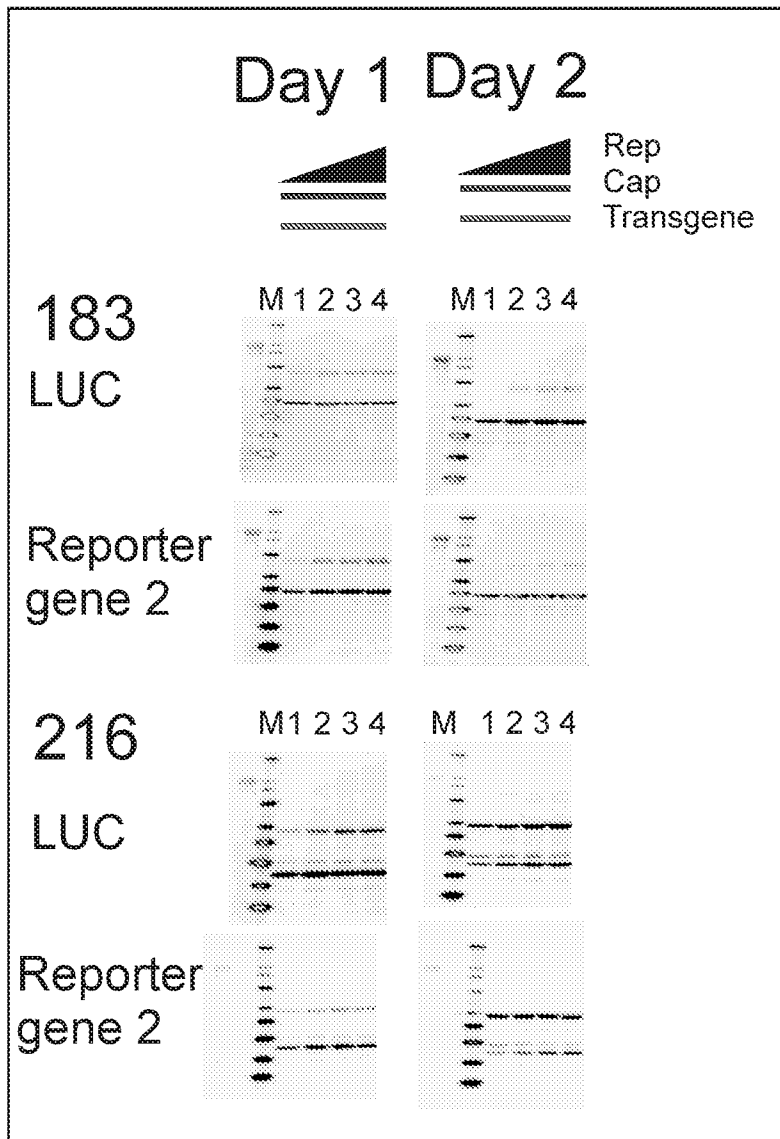 Day 1 Day 2
Rep
Cap
Transgene
183
M 1 2 3 4 M 1 2 3 4
LUC
Reporter
gene 2
216
M 1 2 3 4 M 1 2 3 4
LUC
Reporter
gene 2